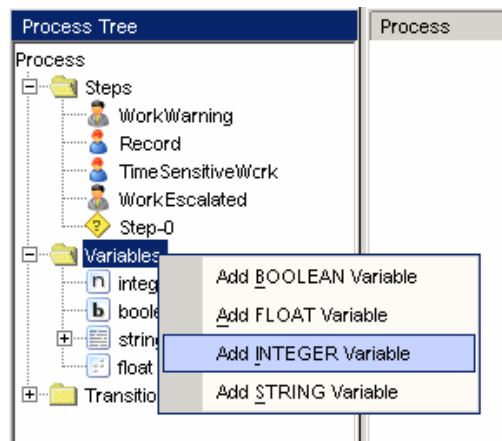 Process Tree
Process
Process
Steps
WorkWarning
Record
TimeSensitiveWork
WorkEscalated
Step-0
Variables
integ
boole
string
float
Transitio
Add BOOLEAN Variable
Add FLOAT Variable
Add INTEGER Variable
Add STRING Variable